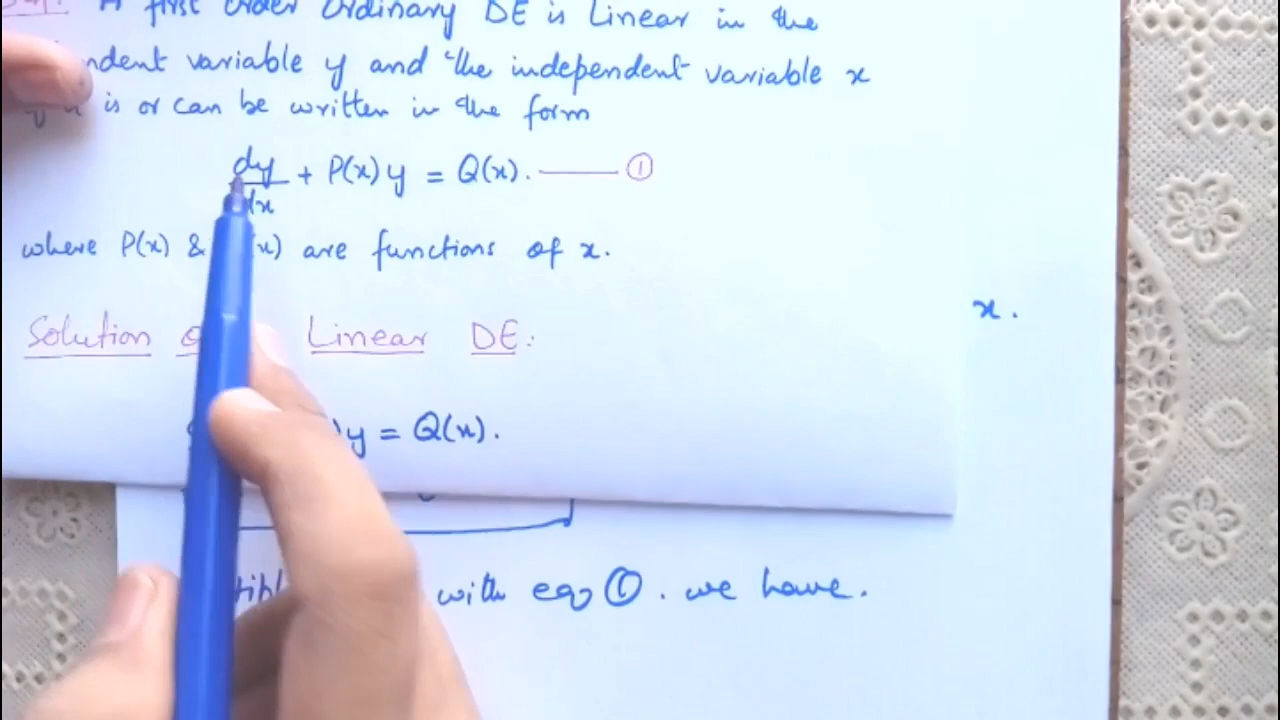 A first Order Ordinary DE is Linear in the
variable y and the independent variable x
is or can be written in the form
dy/dx + P(x) y = Q(x). ——— ①
where P(x) & (x) are functions of x.
x.
Solution Linear DE:
y = Q(x).
with eq ①. we have.